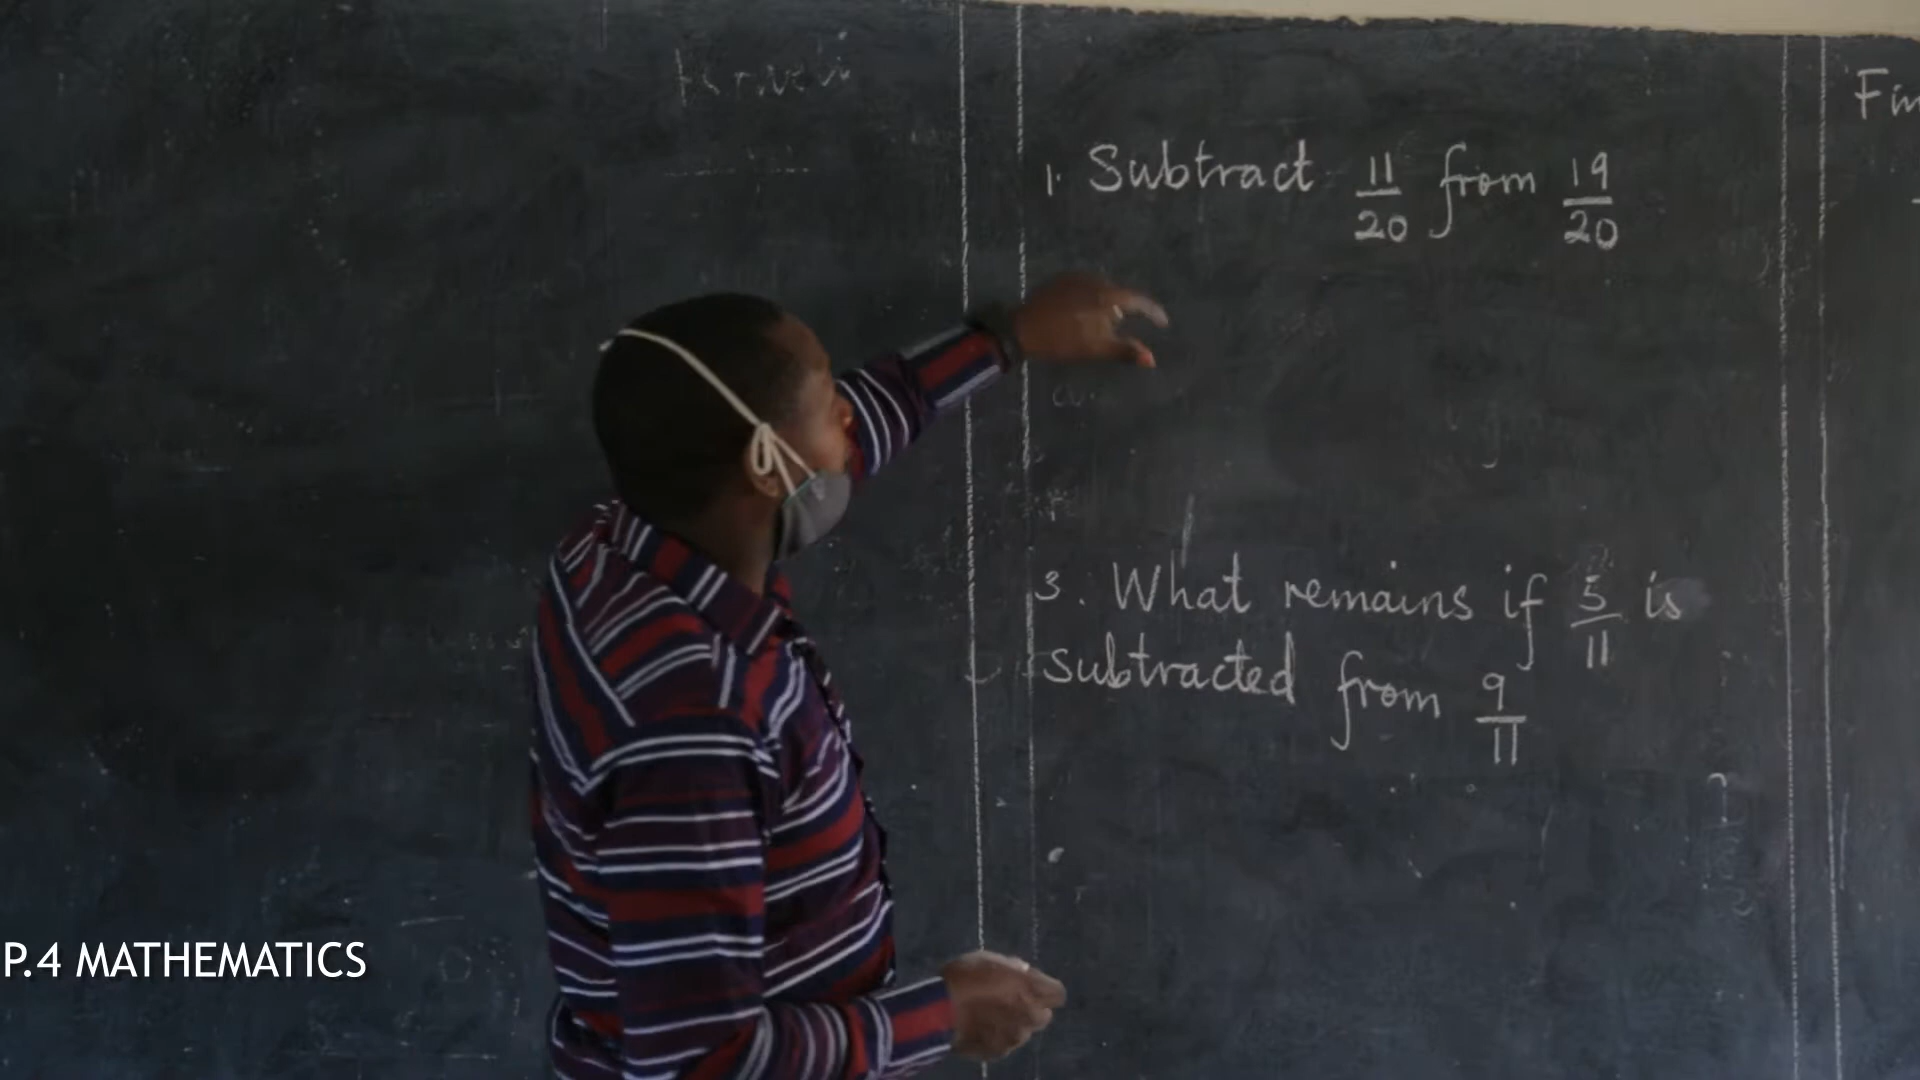 1. Subtract 11/20 from 19/20
3. What remains if 5/11 is
subtracted from 9/11
P.4 MATHEMATICS